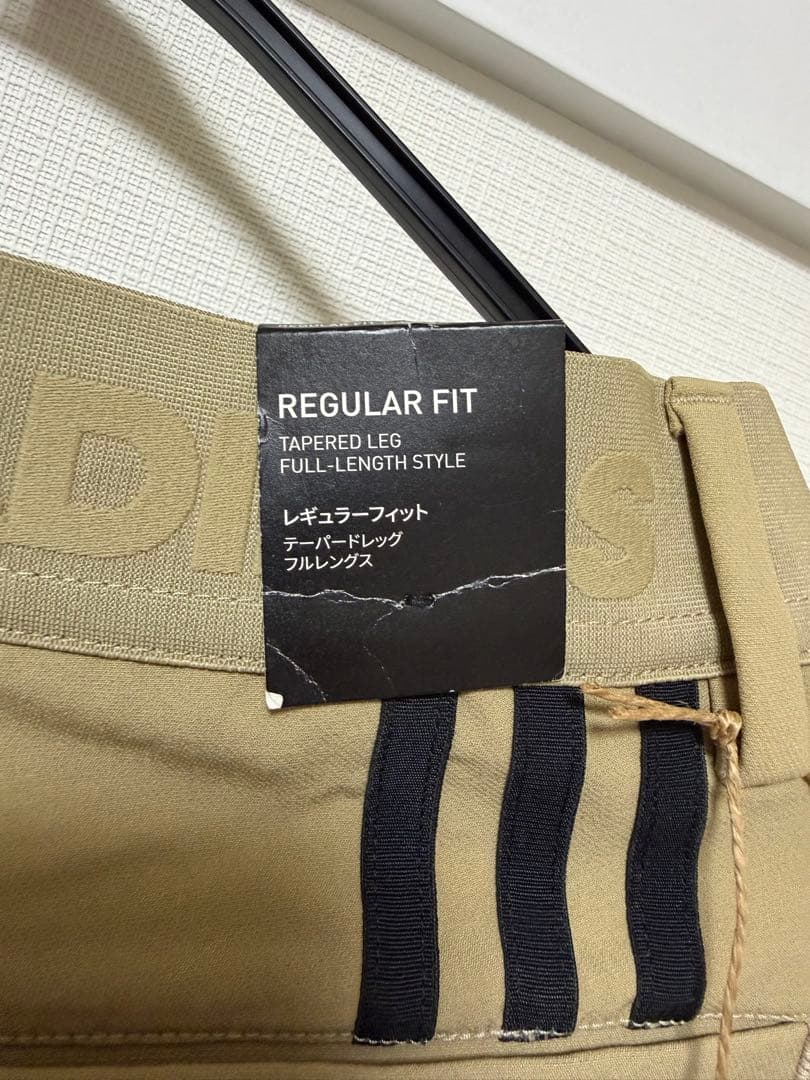 REGULAR FIT
TAPERED LEG
FULL-LENGTH STYLE
レギュラーフィット
テーパードレッグ
フルレングス
DI
S